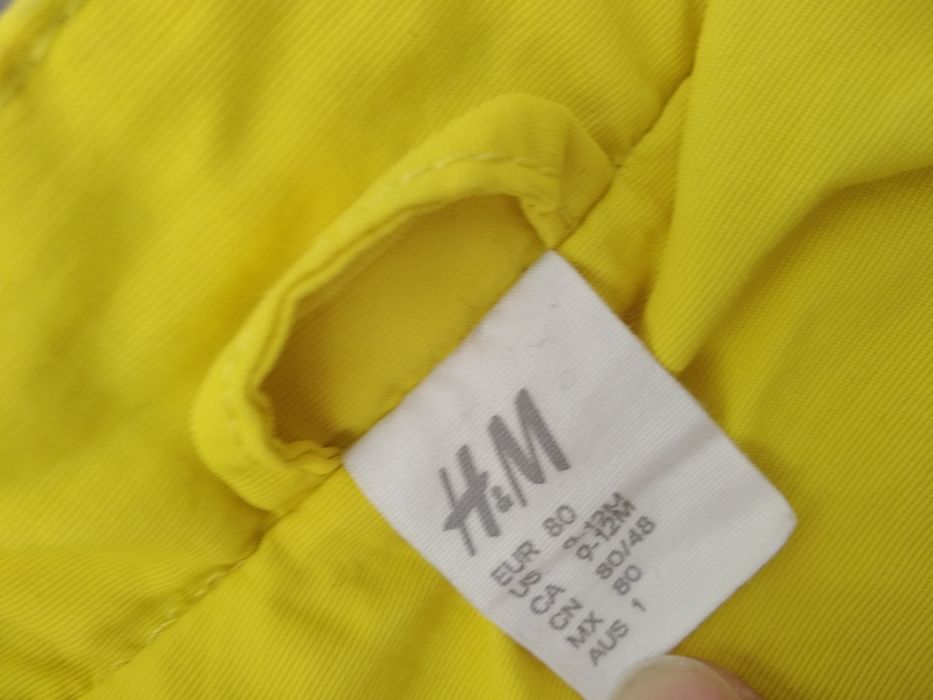 H&M
EUR 80
US 9-12M
CA 9-12M
CN 80/48
MX 80
AUS 1